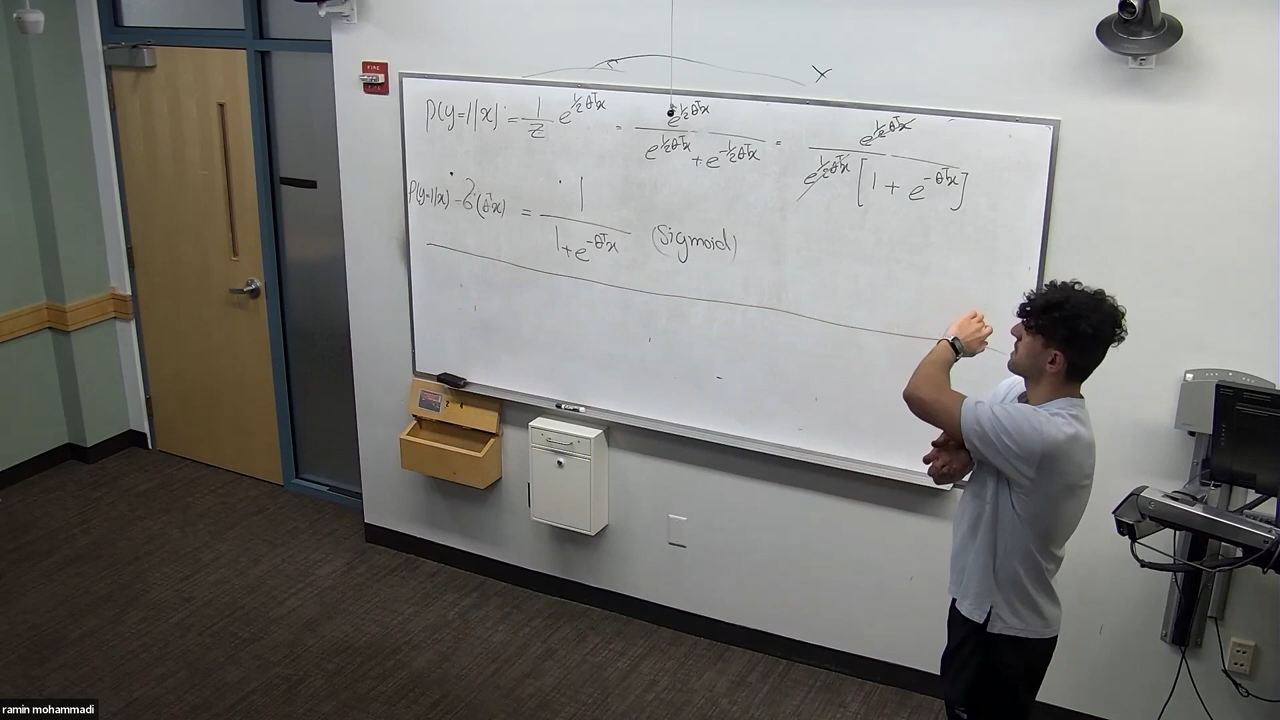 P(y=1|x) = 1/Z e^{½θᵀx} = e^{½θᵀx} / (e^{½θᵀx} + e^{-½θᵀx}) = e^{½θᵀx} / (e^{½θᵀx} [1 + e^{-θᵀx}])
P(y=1|x) - 6(θᵀx) = 1 / (1+e^{-θᵀx}) (Sigmoid)
FIRE
ramin mohammadi